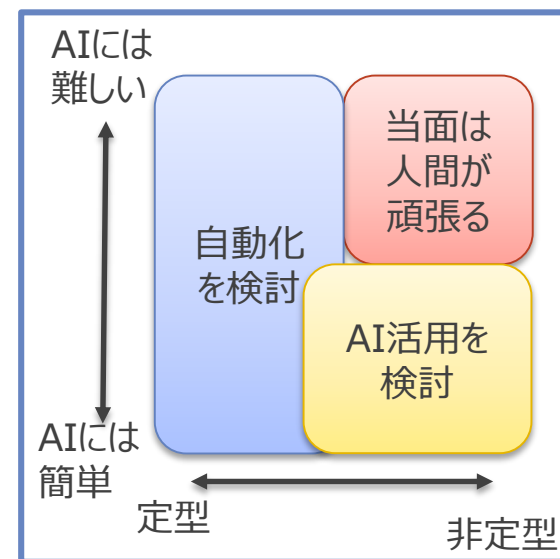 AIには
難しい
当面は
人間が
頑張る
自動化
を検討
AI活用を
検討
AIには
簡単
定型
非定型